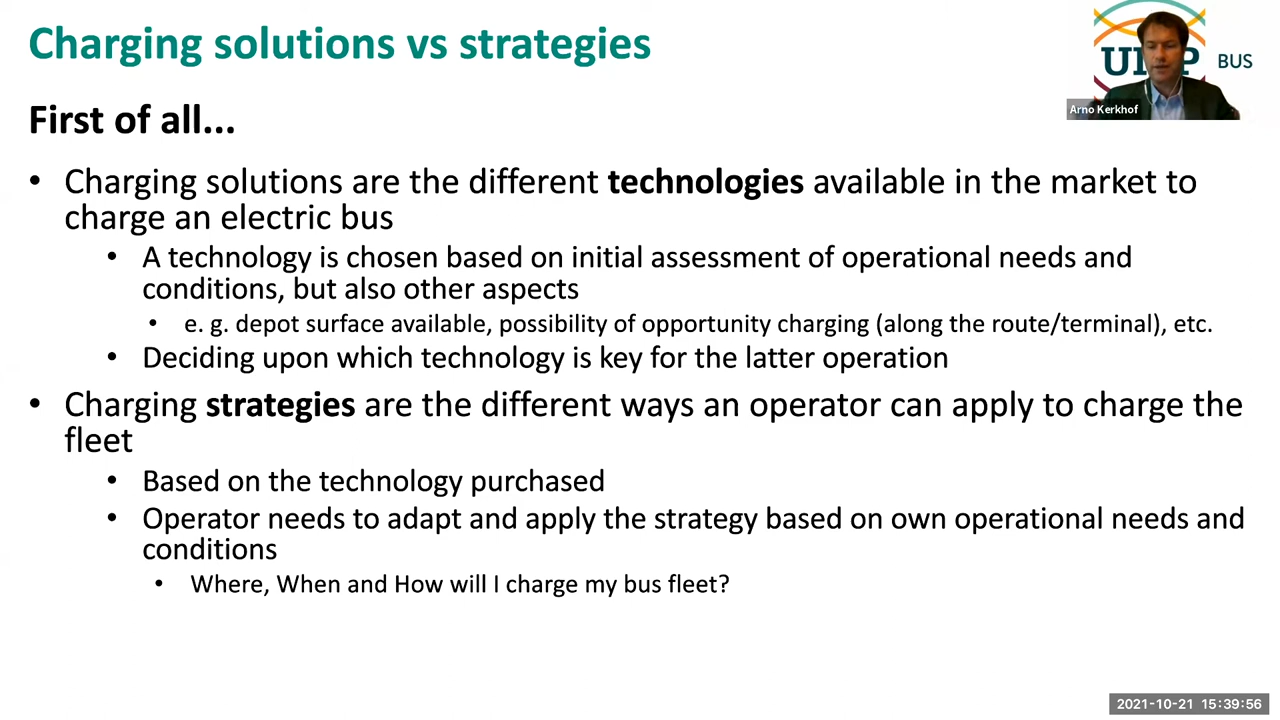 Charging solutions vs strategies
BUS
Arno Kerkhof
First of all...
• Charging solutions are the different technologies available in the market to
charge an electric bus
• A technology is chosen based on initial assessment of operational needs and
conditions, but also other aspects
• e. g. depot surface available, possibility of opportunity charging (along the route/terminal), etc.
• Deciding upon which technology is key for the latter operation
• Charging strategies are the different ways an operator can apply to charge the
fleet
• Based on the technology purchased
• Operator needs to adapt and apply the strategy based on own operational needs and
conditions
• Where, When and How will I charge my bus fleet?
2021-10-21 15:39:56